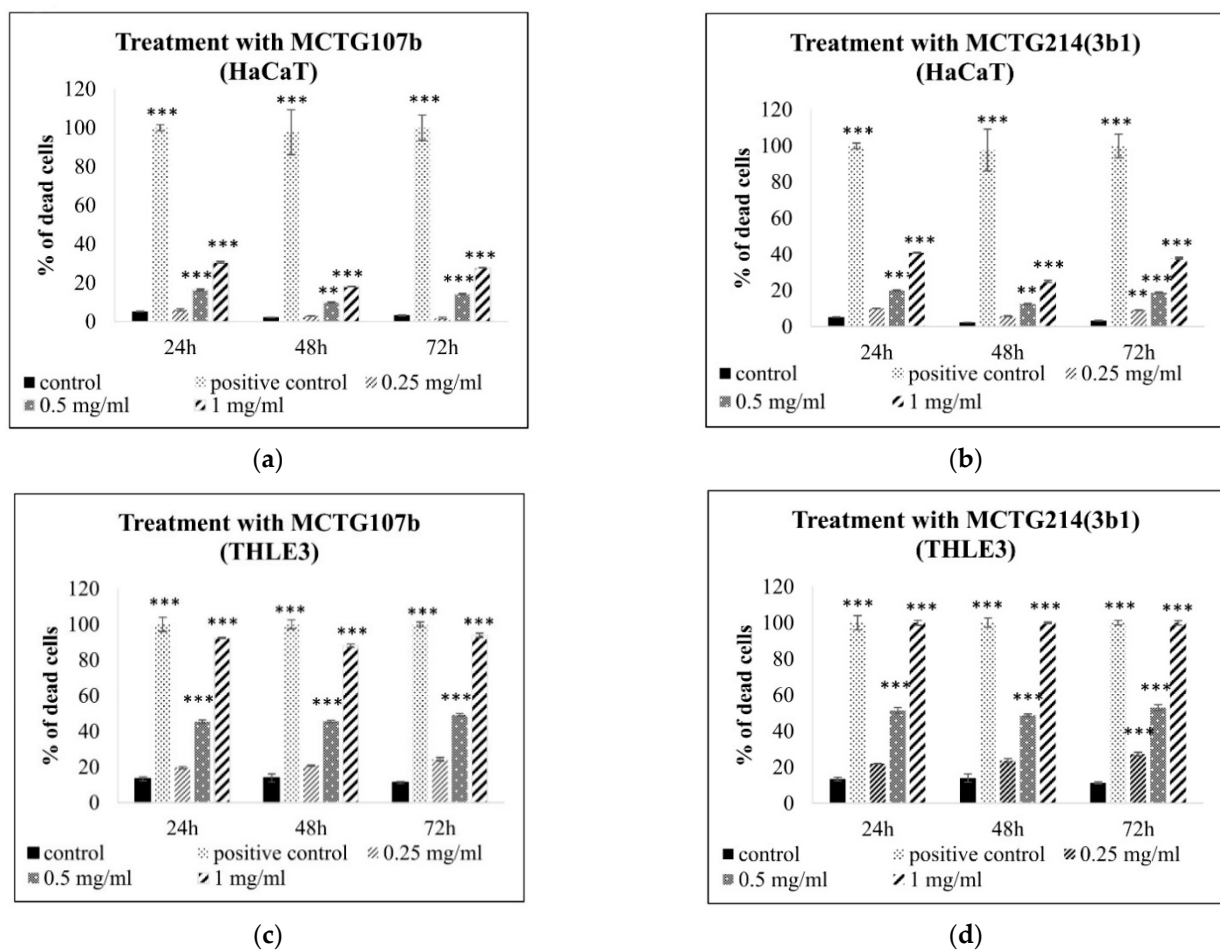 Treatment with MCTG107b
(HaCaT)
120
100
80
60
40
20
0
% of dead cells
***
***
***
***
***
**
***
***
***
24h
48h
72h
control
positive control
0.25 mg/ml
0.5 mg/ml
1 mg/ml
(a)
Treatment with MCTG214(3b1)
(HaCaT)
120
100
80
60
40
20
0
% of dead cells
***
***
***
***
***
**
***
**
***
***
24h
48h
72h
control
positive control
0.25 mg/ml
0.5 mg/ml
1 mg/ml
(b)
Treatment with MCTG107b
(THLE3)
120
100
80
60
40
20
0
% of dead cells
***
***
***
***
***
***
***
***
***
24h
48h
72h
control
positive control
0.25 mg/ml
0.5 mg/ml
1 mg/ml
(c)
Treatment with MCTG214(3b1)
(THLE3)
120
100
80
60
40
20
0
% of dead cells
***
***
***
***
***
***
***
***
***
***
24h
48h
72h
control
positive control
0.25 mg/ml
0.5 mg/ml
1 mg/ml
(d)